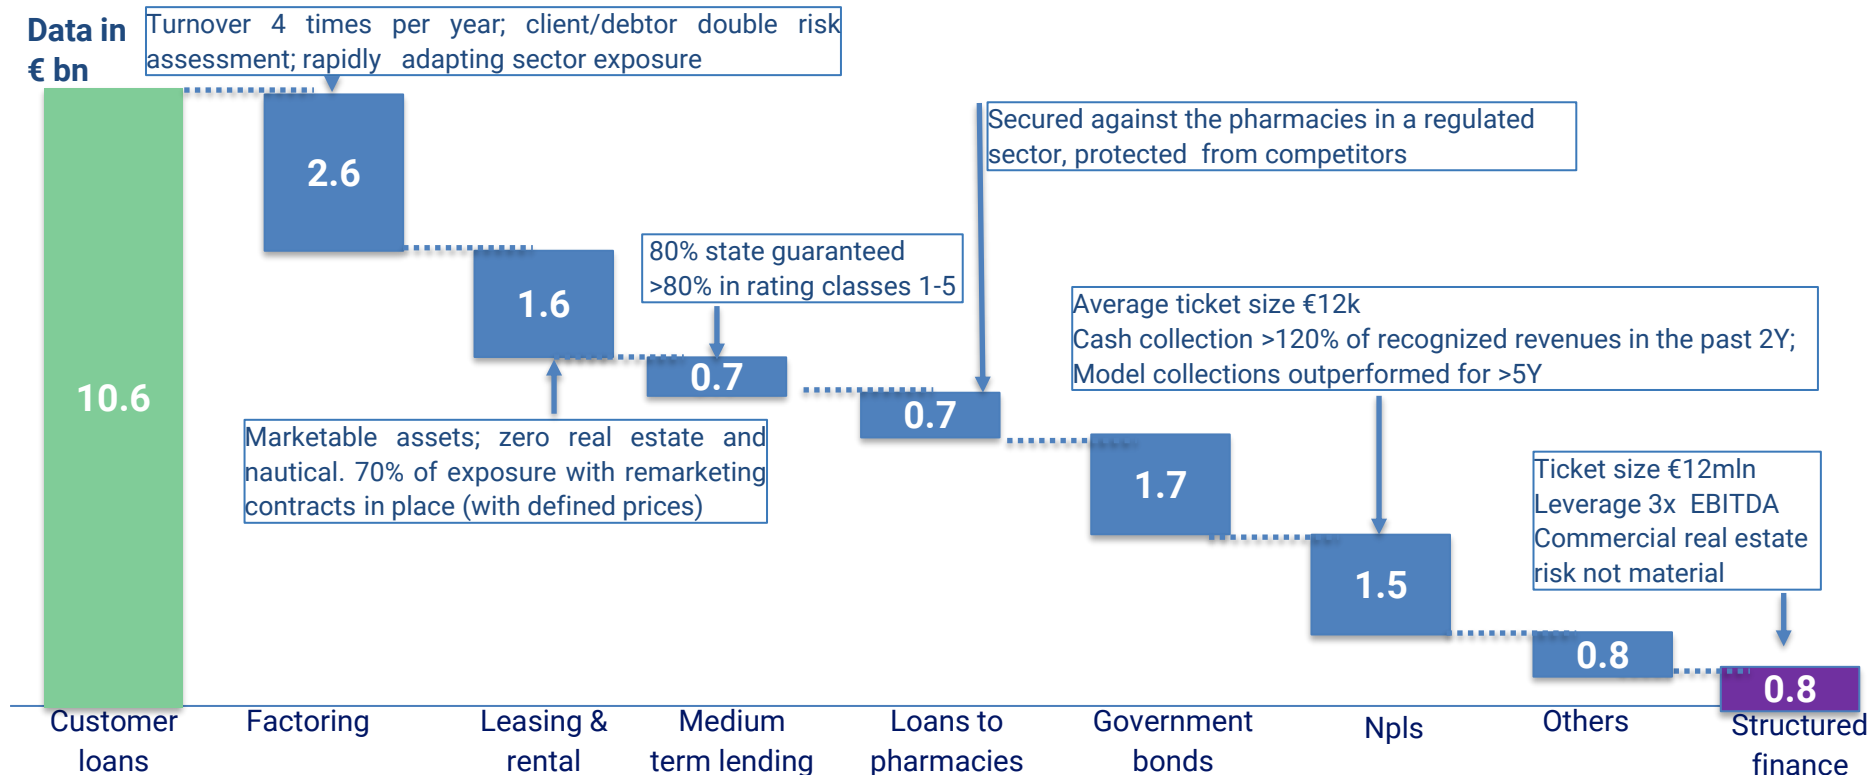 Data in
€ bn
Turnover 4 times per year; client/debtor double risk
assessment; rapidly adapting sector exposure
Secured against the pharmacies in a regulated
sector, protected from competitors
80% state guaranteed
>80% in rating classes 1-5
Average ticket size €12k
Cash collection >120% of recognized revenues in the past 2Y;
Model collections outperformed for >5Y
Marketable assets; zero real estate and
nautical. 70% of exposure with remarketing
contracts in place (with defined prices)
Ticket size €12mln
Leverage 3x EBITDA
Commercial real estate
risk not material
10.6
2.6
1.6
0.7
0.7
1.7
1.5
0.8
0.8
Customer
loans
Factoring
Leasing &
rental
Medium
term lending
Loans to
pharmacies
Government
bonds
Npls
Others
Structured
finance